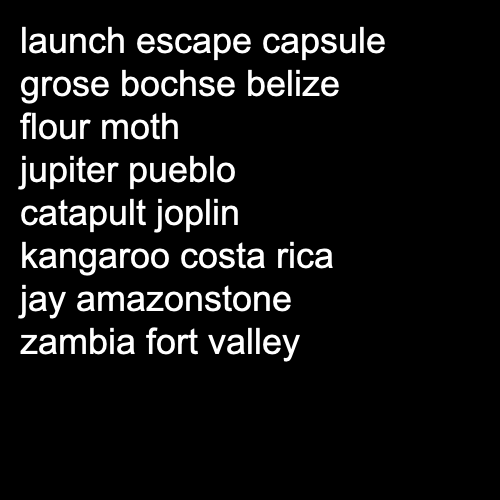 launch escape capsule
grose bochse belize
flour moth
jupiter pueblo
catapult joplin
kangaroo costa rica
jay amazonstone
zambia fort valley